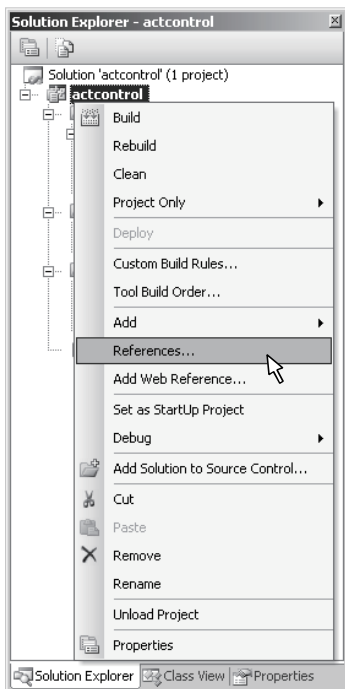 Solution Explorer - actcontrol
Solution 'actcontrol' (1 project)
actcontrol
Build
Rebuild
Clean
Project Only
Deploy
Custom Build Rules...
Tool Build Order...
Add
References...
Add Web Reference...
Set as StartUp Project
Debug
Add Solution to Source Control...
Cut
Paste
Remove
Rename
Unload Project
Properties
Solution Explorer Class View Properties